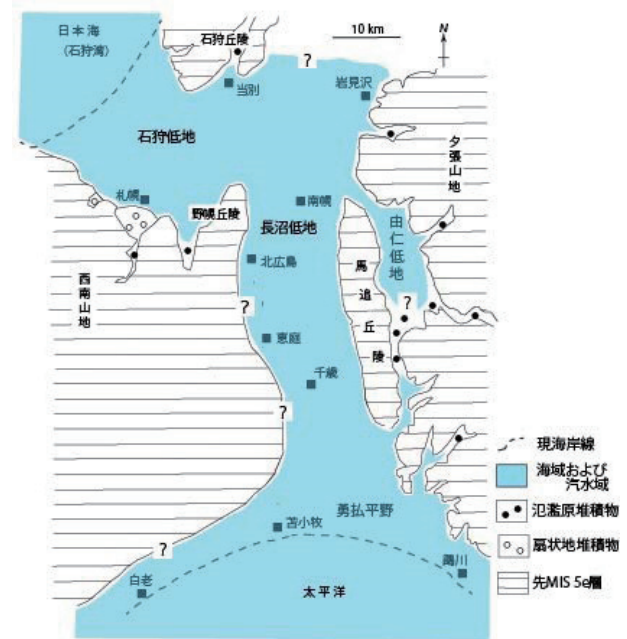 日本海
(石狩湾)
石狩丘陵
10 km
N
?
当別
岩見沢
石狩低地
夕張山地
札幌
野幌丘陵
南幌
長沼低地
由仁低地
北広島
馬追丘陵
西南山地
?
?
恵庭
千歳
?
現海岸線
海域および
汽水域
勇払平野
氾濫原堆積物
苫小牧
?
扇状地堆積物
白老
鵡川
太平洋
先MIS 5e層